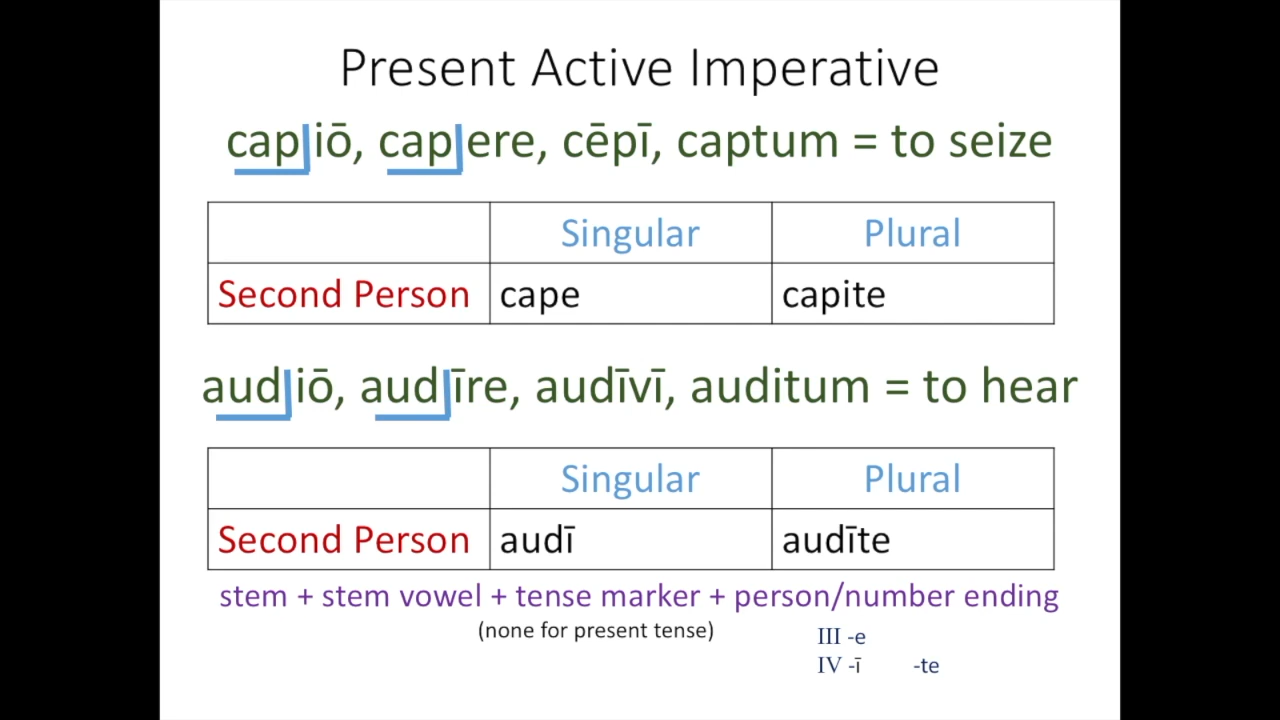 Present Active Imperative
capiō, capere, cēpī, captum = to seize
Singular Plural
Second Person cape capite
audiō, audīre, audīvī, auditum = to hear
Singular Plural
Second Person audī audīte
stem + stem vowel + tense marker + person/number ending
(none for present tense) III -e
IV -ī -te